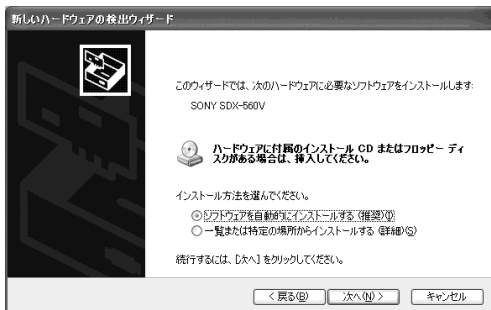 新しいハードウェアの検出ウィザード
このウィザードでは、次のハードウェアに必要なソフトウェアをインストールします:
SONY SDX-560V
ハードウェアに付属のインストール CD またはフロッピー ディ
スクがある場合は、挿入してください。
インストール方法を選んでください。
ソフトウェアを自動的にインストールする (推奨)(I)
一覧または特定の場所からインストールする (詳細)(S)
続行するには、[次へ] をクリックしてください。
< 戻る(B)
次へ(N) >
キャンセル